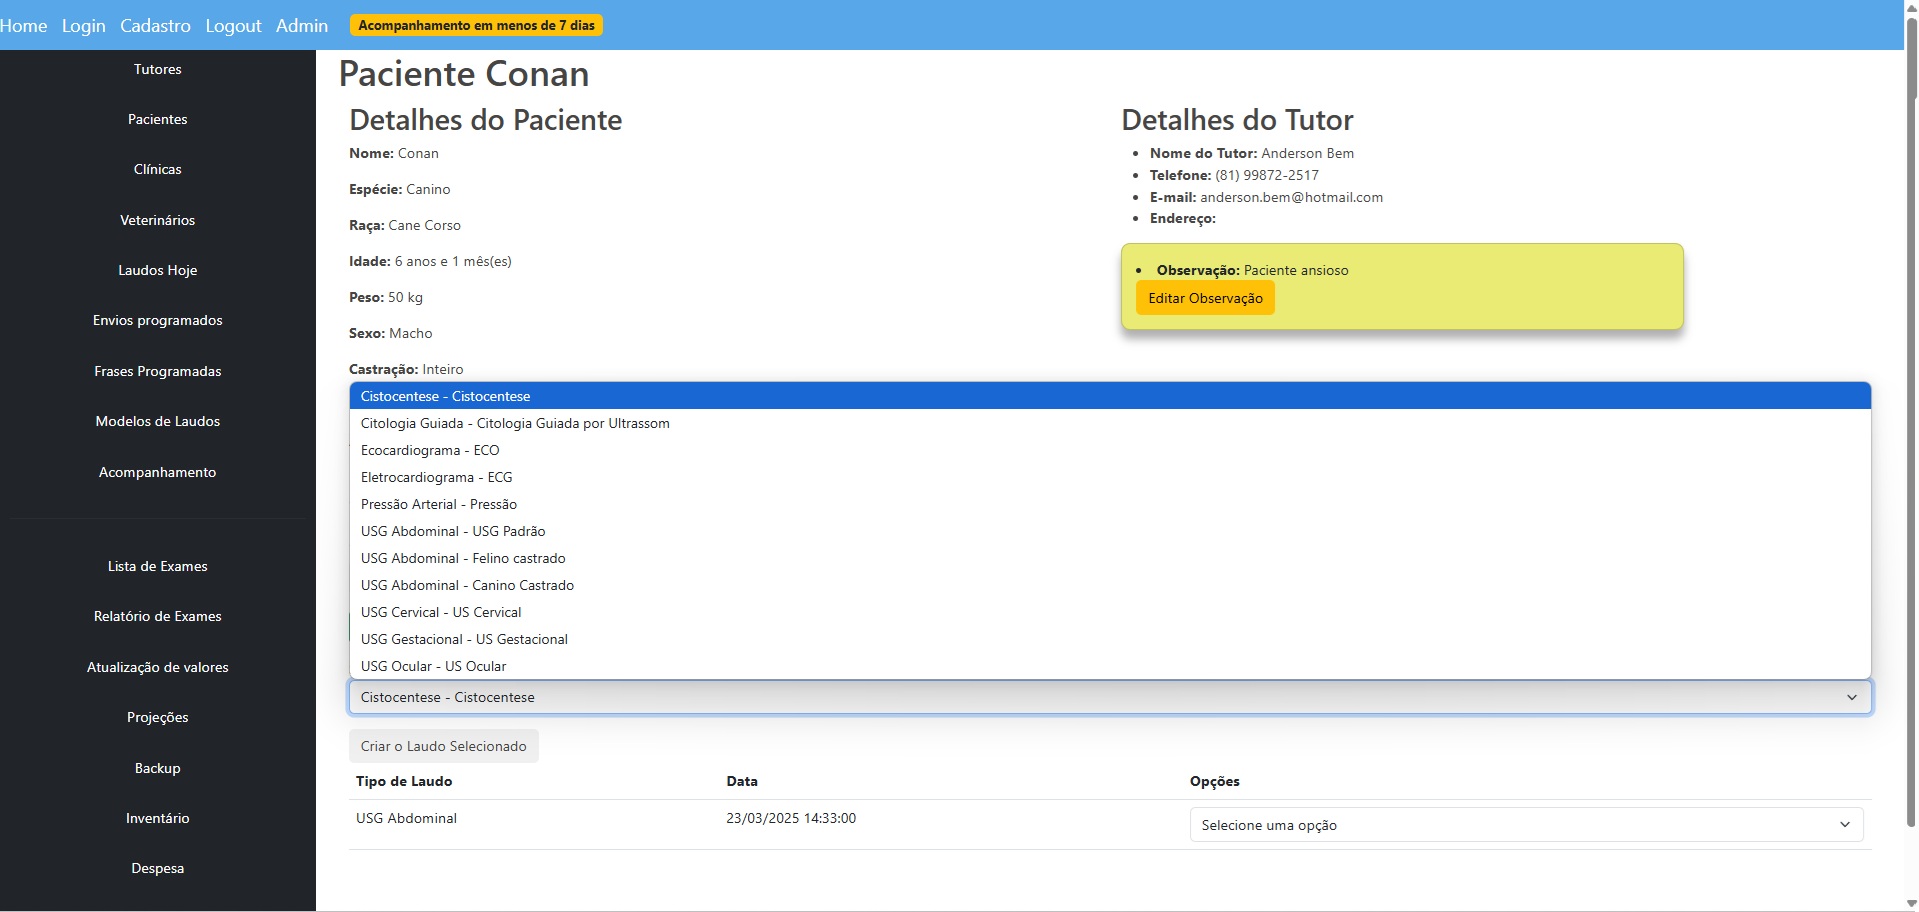 Home Login Cadastro Logout Admin Acompanhamento em menos de 7 dias
Tutores
Pacientes
Clínicas
Veterinários
Laudos Hoje
Envios programados
Frases Programadas
Modelos de Laudos
Acompanhamento
Lista de Exames
Relatório de Exames
Atualização de valores
Projeções
Backup
Inventário
Despesa
Paciente Conan
Detalhes do Paciente
Nome: Conan
Espécie: Canino
Raça: Cane Corso
Idade: 6 anos e 1 mês(es)
Peso: 50 kg
Sexo: Macho
Castração: Inteiro
Detalhes do Tutor
• Nome do Tutor: Anderson Bem
• Telefone: (81) 99872-2517
• E-mail: anderson.bem@hotmail.com
• Endereço:
• Observação: Paciente ansioso
Editar Observação
Cistocentese - Cistocentese
Citologia Guiada - Citologia Guiada por Ultrassom
Ecocardiograma - ECO
Eletrocardiograma - ECG
Pressão Arterial - Pressão
USG Abdominal - USG Padrão
USG Abdominal - Felino castrado
USG Abdominal - Canino Castrado
USG Cervical - US Cervical
USG Gestacional - US Gestacional
USG Ocular - US Ocular
Cistocentese - Cistocentese
Criar o Laudo Selecionado
Tipo de Laudo Data Opções
USG Abdominal 23/03/2025 14:33:00 Selecione uma opção